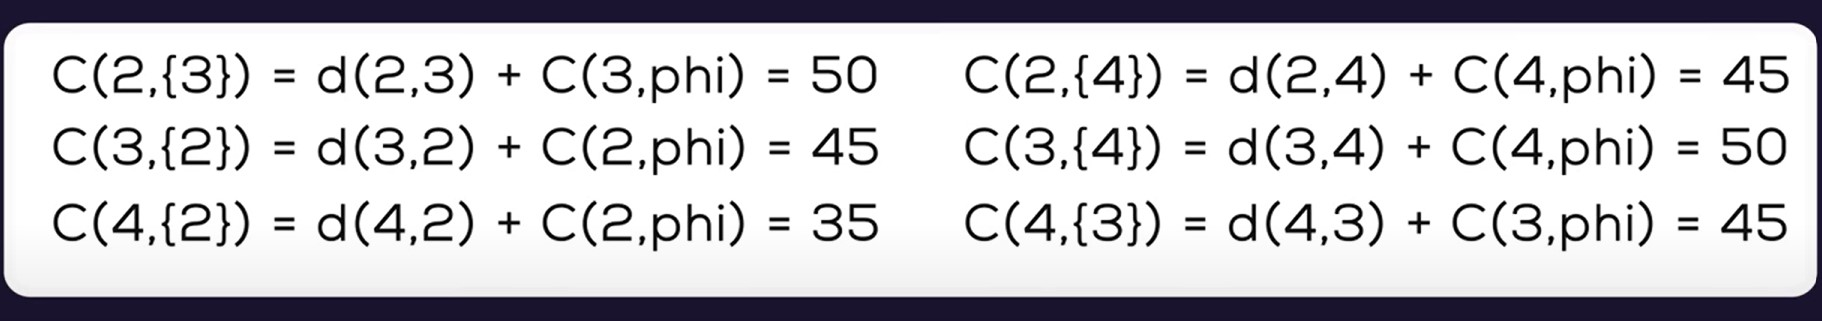 C(2,{3}) = d(2,3) + C(3,phi) = 50 C(2,{4}) = d(2,4) + C(4,phi) = 45
C(3,{2}) = d(3,2) + C(2,phi) = 45 C(3,{4}) = d(3,4) + C(4,phi) = 50
C(4,{2}) = d(4,2) + C(2,phi) = 35 C(4,{3}) = d(4,3) + C(3,phi) = 45